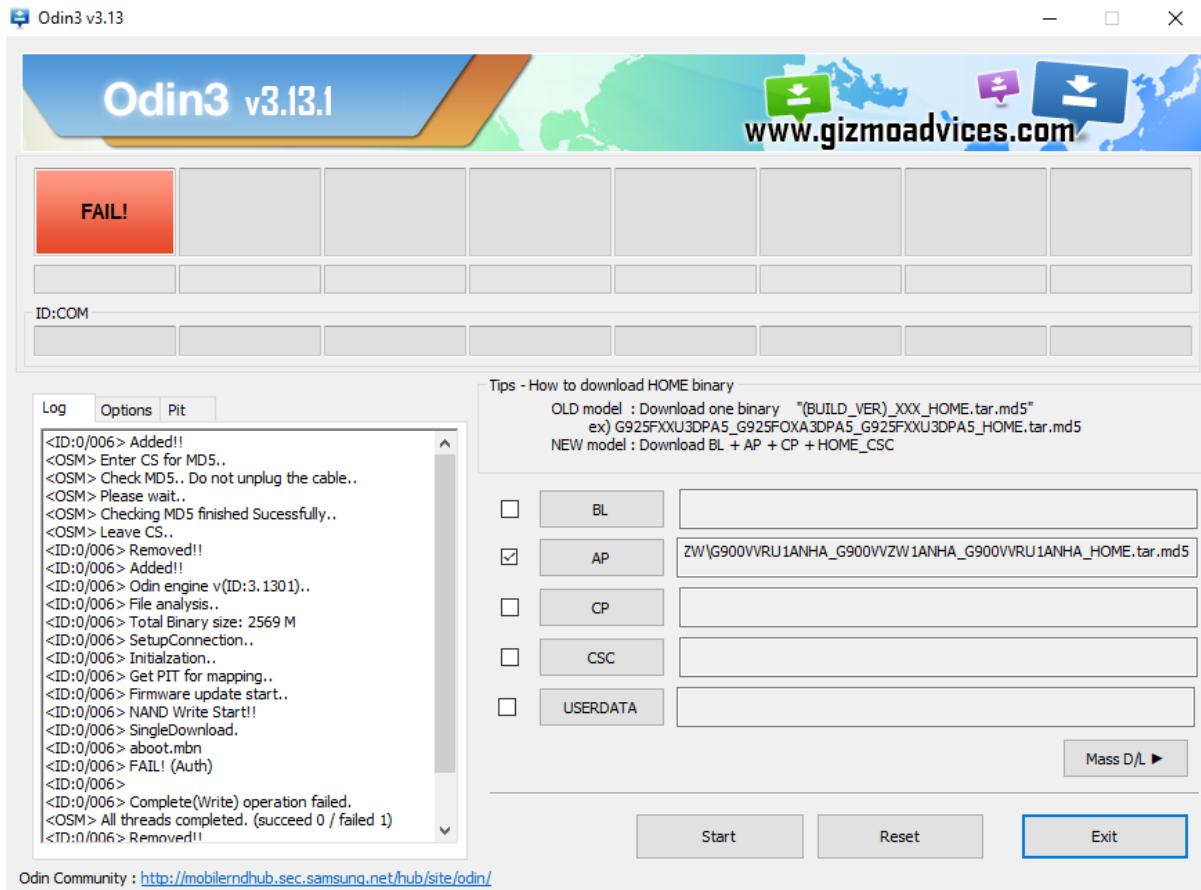 Odin3 v3.13
Odin3 v3.13.1
www.gizmoadvices.com
FAIL!
ID:COM
Log
Options
Pit
<ID:0/006> Added!!
<OSM> Enter CS for MD5..
<OSM> Check MD5.. Do not unplug the cable..
<OSM> Please wait..
<OSM> Checking MD5 finished Sucessfully..
<OSM> Leave CS..
<ID:0/006> Removed!!
<ID:0/006> Added!!
<ID:0/006> Odin engine v(ID:3.1301)..
<ID:0/006> File analysis..
<ID:0/006> Total Binary size: 2569 M
<ID:0/006> SetupConnection..
<ID:0/006> Initialzation..
<ID:0/006> Get PIT for mapping..
<ID:0/006> Firmware update start..
<ID:0/006> NAND Write Start!!
<ID:0/006> SingleDownload.
<ID:0/006> aboot.mbn
<ID:0/006> FAIL! (Auth)
<ID:0/006>
<ID:0/006> Complete(Write) operation failed.
<OSM> All threads completed. (succeed 0 / failed 1)
<ID:0/006> Removed!!
Tips - How to download HOME binary
OLD model : Download one binary "(BUILD_VER)_XXX_HOME.tar.md5"
ex) G925FXXU3DPA5_G925FOXA3DPA5_G925FXXU3DPA5_HOME.tar.md5
NEW model : Download BL + AP + CP + HOME_CSC
BL
AP
ZW\G900VVRU1ANHA_G900VVZW1ANHA_G900VVRU1ANHA_HOME.tar.md5
CP
CSC
USERDATA
Mass D/L ►
Start
Reset
Exit
Odin Community : http://mobilerndhub.sec.samsung.net/hub/site/odin/